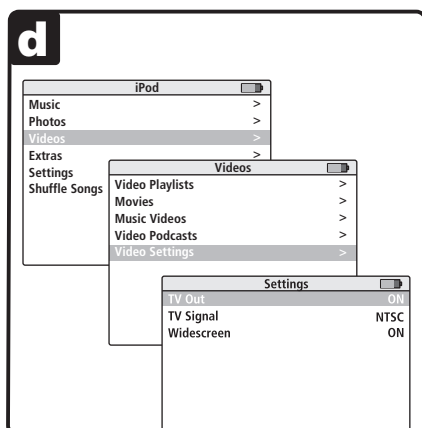 d
iPod
Music >
Photos >
Videos >
Extras >
Settings
Shuffle Songs
Videos
Video Playlists >
Movies >
Music Videos >
Video Podcasts >
Video Settings >
Settings
TV Out ON
TV Signal NTSC
Widescreen ON